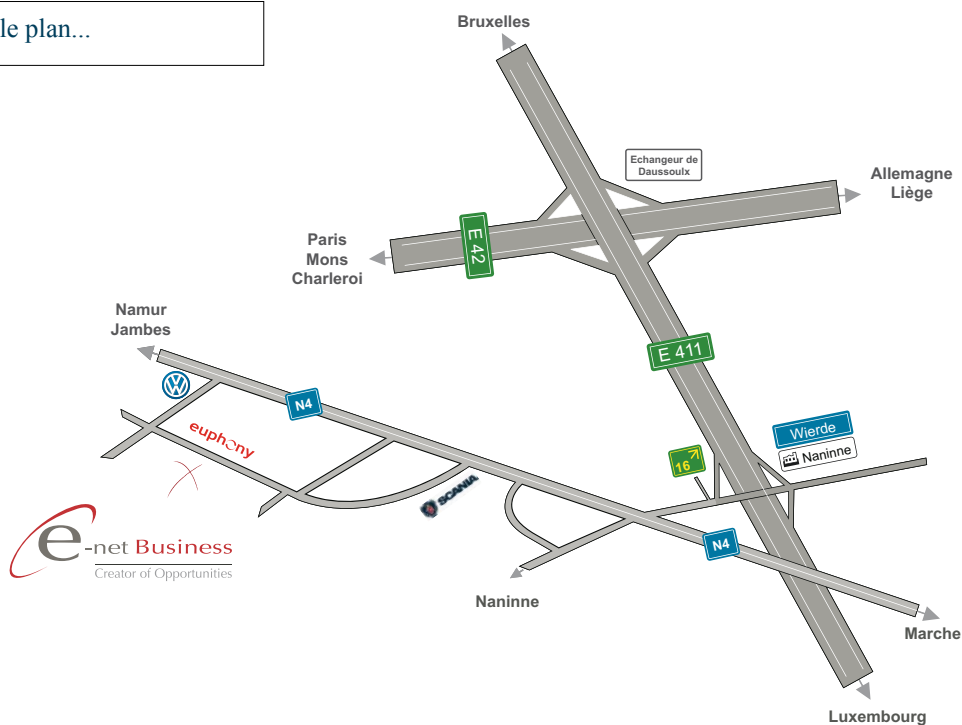 le plan...
Bruxelles
Echangeur de
Daussoulx
Allemagne
Liège
E 42
Paris
Mons
Charleroi
Namur
Jambes
E 411
N4
euphony
Wierde
Naninne
16
SCANIA
e-net Business
Creator of Opportunities
N4
Naninne
Marche
Luxembourg